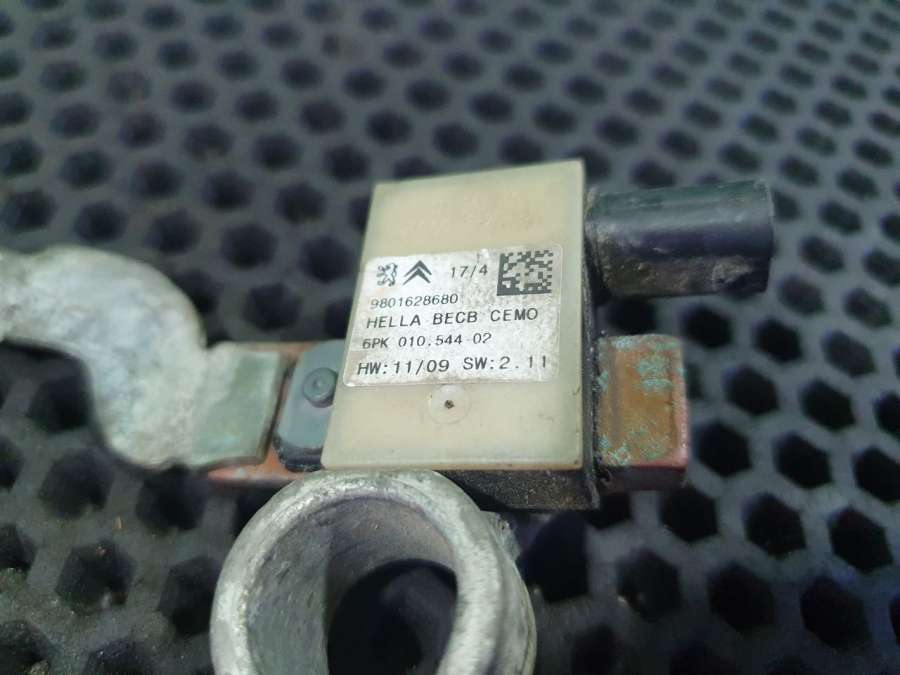 17/4
9801628680
HELLA BECB CEMO
6PK 010.544-02
HW:11/09 SW:2.11